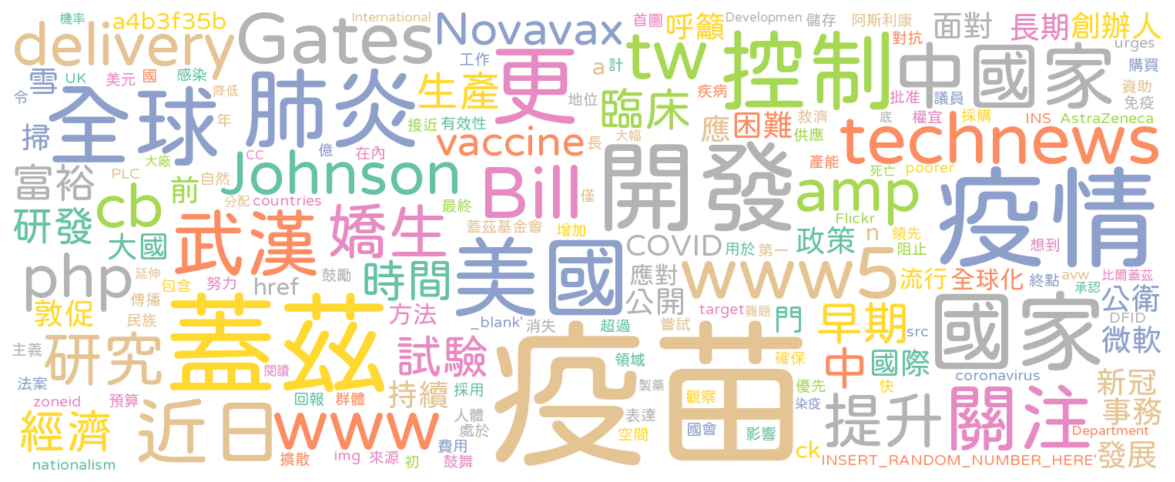 機率 a4b3f35b International Novavax 首圖 Developmen 儲存 阿斯利康 面對 長期 創辦人
delivery Gates 工作 呼籲 對抗 urges
雪 UK 美元 國 感染 生產 更 a 計 tw 控制 中國家 購買
令 全球 降低 肺炎 地位 臨床 疾病 批准 議員 資助 免疫
掃 年 接近 有效性 應 困難 救濟 供應 底 權宜 採購 INS AstraZeneca
大廠 億 CC 在內 vaccine 長 大幅 產能 technews
富裕 PLC 前 自然 Johnson Bill 僅 開發 amp 死亡 poorer 疫情
研發 cb 分配 countries 最終 蓋茲基金會 增加 Flickr 領先
大國 武漢 嬌生 美國 COVID 用於 第一 政策 n 阻止 想到
php 延伸 href 鼓勵 時間 應對 www5 流行 全球化 終點 avw 比爾蓋茲
敦促 包含 努力 傳播 方法 _blank' 消失 公開 target 難題 承認 公衛
民族 蓋茲 超過 嘗試 門 早期 src 國家 DFID 微軟
主義 研究 閱讀 試驗 疫苗 領域 確保 中 國際 coronavirus
法案 zoneid 預算 回報 群體 持續 採用 製藥 觀察 優先 快 新冠
經濟 近日 www 人體 處於 表達 染疫 提升 關注 事務
nationalism 擴散 img 來源 初 費用 鼓舞 空間 國會 影響 ck INSERT_RANDOM_NUMBER_HERE' Department 發展